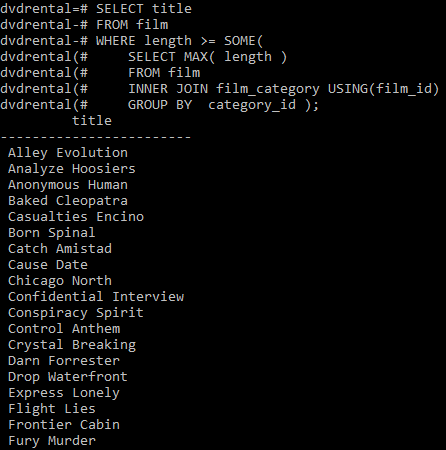 dvdrental=# SELECT title
dvdrental-# FROM film
dvdrental-# WHERE length >= SOME(
dvdrental(#     SELECT MAX( length )
dvdrental(#     FROM film
dvdrental(#     INNER JOIN film_category USING(film_id)
dvdrental(#     GROUP BY  category_id );
         title
------------------------
 Alley Evolution
 Analyze Hoosiers
 Anonymous Human
 Baked Cleopatra
 Casualties Encino
 Born Spinal
 Catch Amistad
 Cause Date
 Chicago North
 Confidential Interview
 Conspiracy Spirit
 Control Anthem
 Crystal Breaking
 Darn Forrester
 Drop Waterfront
 Express Lonely
 Flight Lies
 Frontier Cabin
 Fury Murder